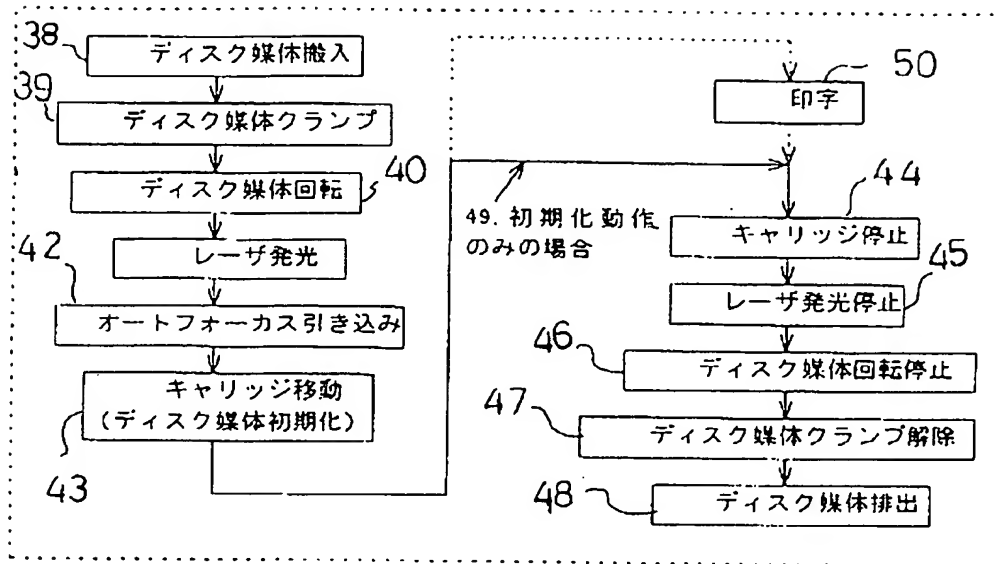 38
ディスク媒体搬入
39
ディスク媒体クランプ
ディスク媒体回転
40
レーザ発光
42
オートフォーカス引き込み
キャリッジ移動
(ディスク媒体初期化)
43
49. 初期化動作
のみの場合
50
印字
44
キャリッジ停止
45
レーザ発光停止
46
ディスク媒体回転停止
47
ディスク媒体クランプ解除
48
ディスク媒体排出